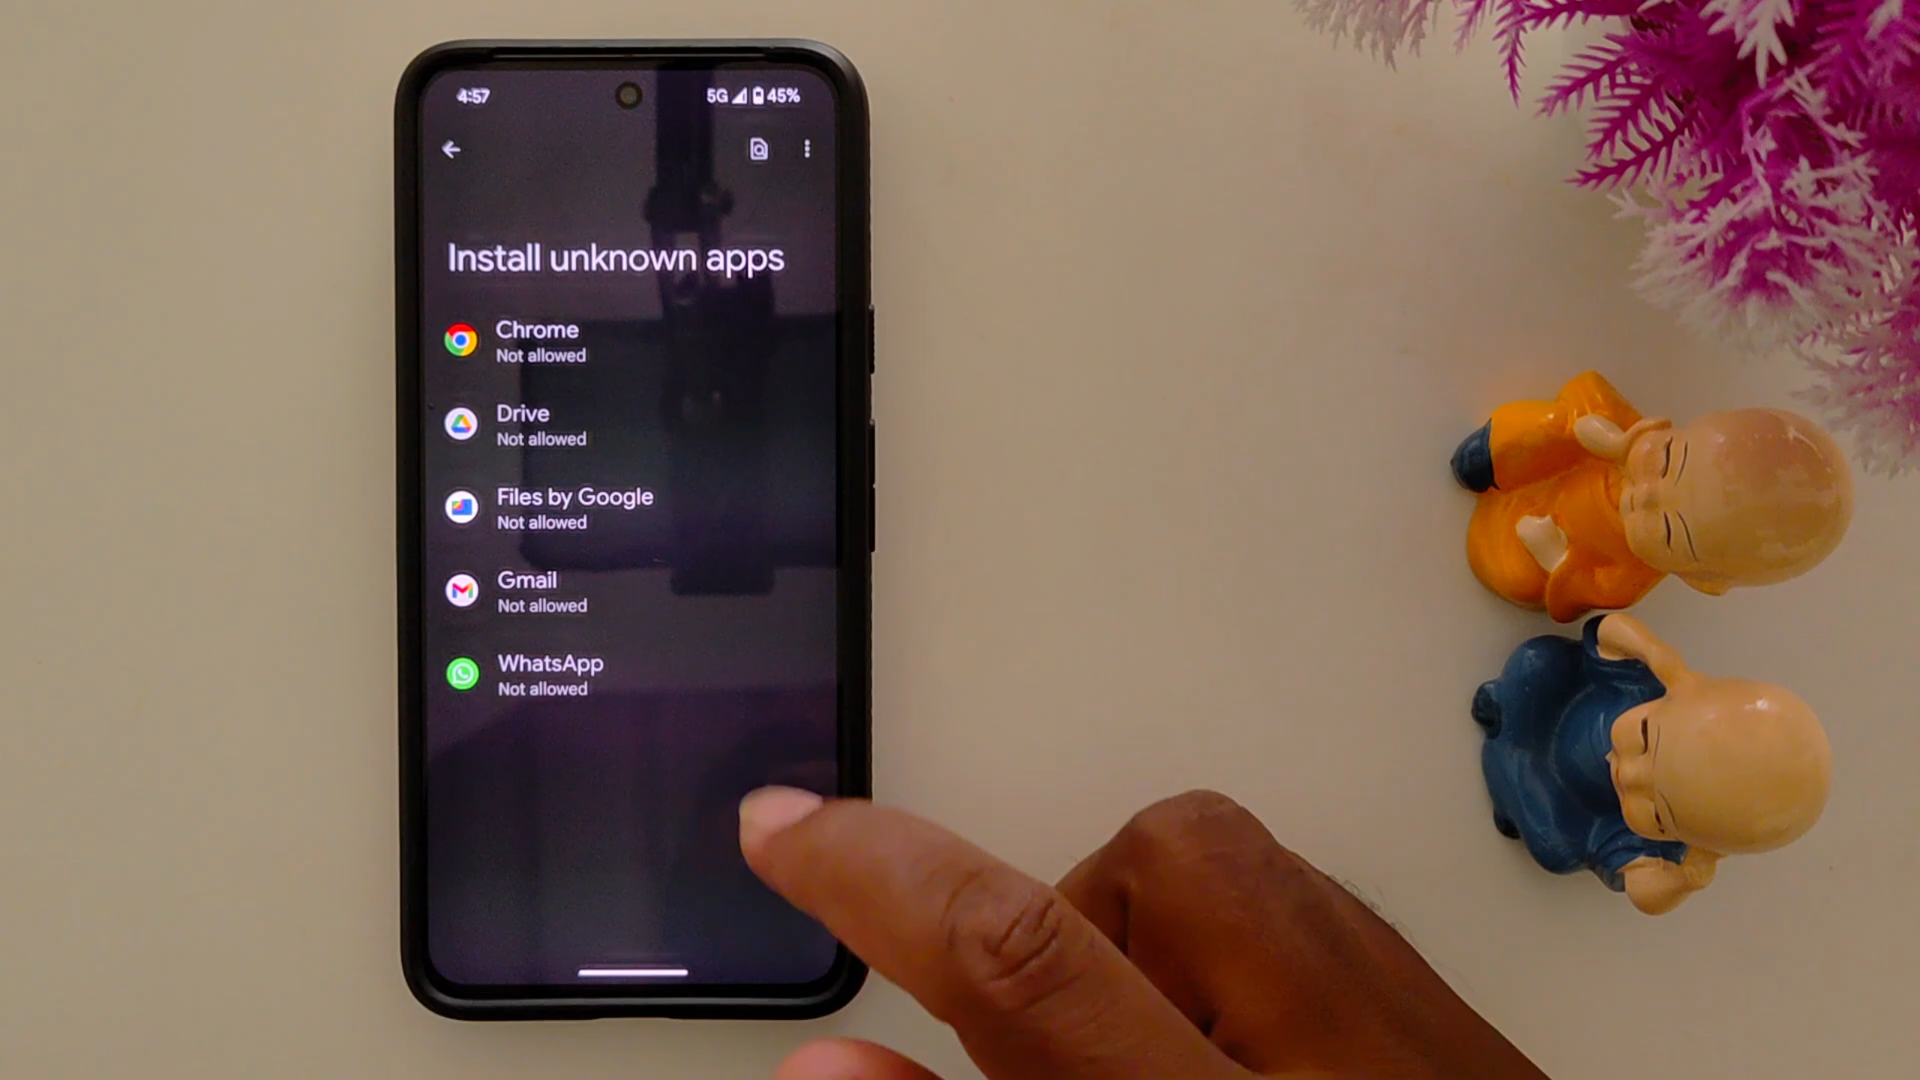 4:57
5G 45%
Install unknown apps
Chrome
Not allowed
Drive
Not allowed
Files by Google
Not allowed
Gmail
Not allowed
WhatsApp
Not allowed